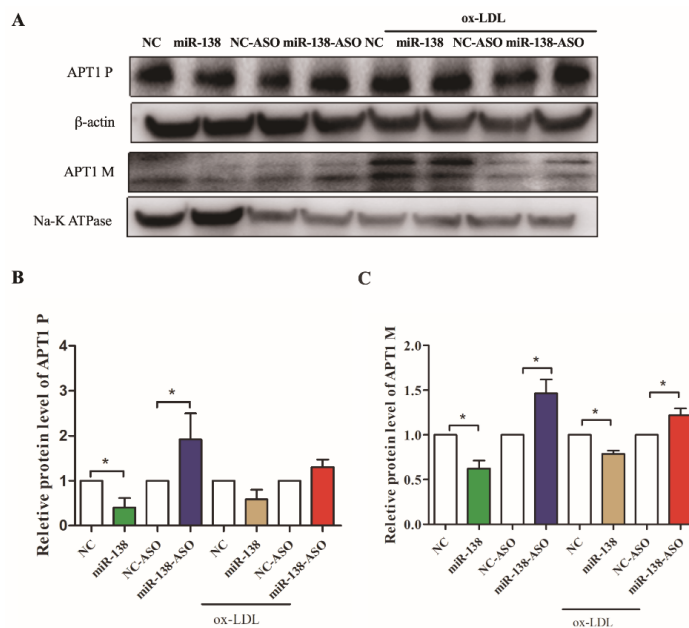 A
ox-LDL
NC miR-138 NC-ASO miR-138-ASO NC miR-138 NC-ASO miR-138-ASO
APT1 P
β-actin
APT1 M
Na-K ATPase
B
Reletive protein level of APT1 P
4
3
2
1
0
*
*
NC
miR-138
NC-ASO
miR-138-ASO
NC
miR-138
NC-ASO
miR-138-ASO
ox-LDL
C
Reletive protein level of APT1 M
2.0
1.5
1.0
0.5
0.0
*
*
*
*
NC
miR-138
NC-ASO
miR-138-ASO
NC
miR-138
NC-ASO
miR-138-ASO
ox-LDL